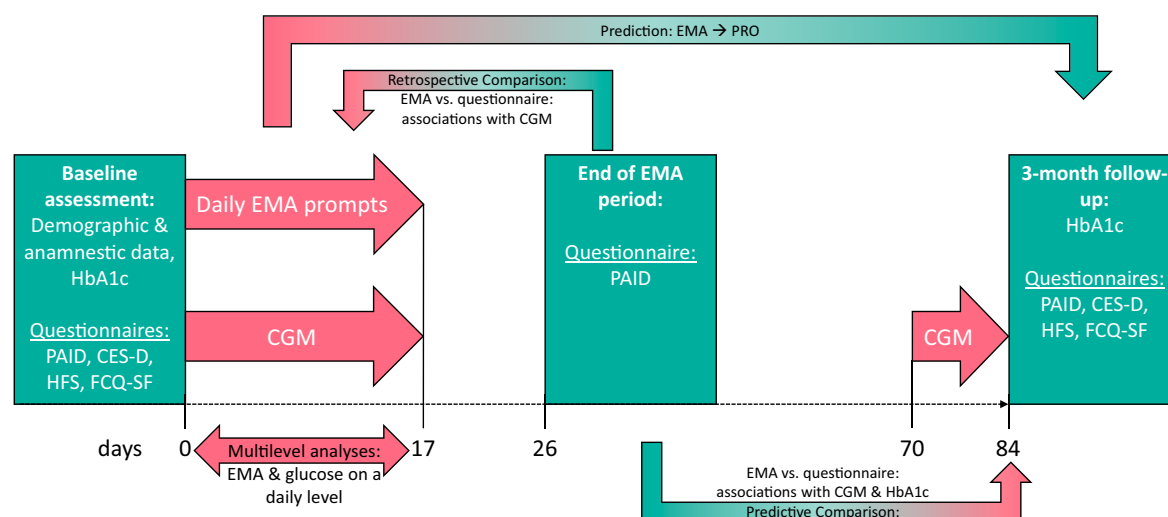 Prediction: EMA → PRO
Retrospective Comparison:
EMA vs. questionnaire:
associations with CGM
Baseline
assessment:
Demographic &
anamnestic data,
HbA1c
Questionnaires:
PAID, CES-D,
HFS, FCQ-SF
Daily EMA prompts
CGM
End of EMA
period:
Questionnaire:
PAID
CGM
3-month follow-
up:
HbA1c
Questionnaires:
PAID, CES-D,
HFS, FCQ-SF
days
0
17
26
70
84
Multilevel analyses:
EMA & glucose on a
daily level
EMA vs. questionnaire:
associations with CGM & HbA1c
Predictive Comparison: